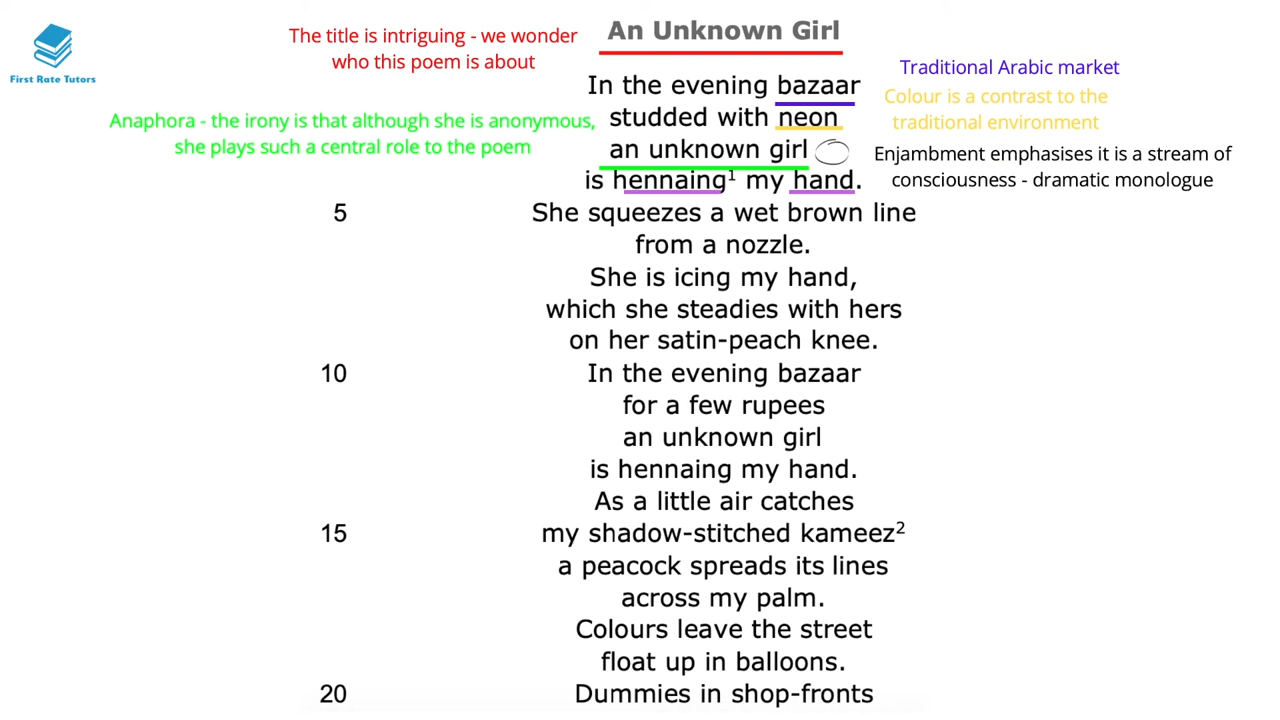 An Unknown Girl
The title is intriguing - we wonder
who this poem is about
First Rate Tutors
In the evening bazaar
Traditional Arabic market
studded with neon
Colour is a contrast to the
traditional environment
Anaphora - the irony is that although she is anonymous,
she plays such a central role to the poem
an unknown girl
Enjambment emphasises it is a stream of
consciousness - dramatic monologue
is hennaing¹ my hand.
5 She squeezes a wet brown line
from a nozzle.
She is icing my hand,
which she steadies with hers
on her satin-peach knee.
10 In the evening bazaar
for a few rupees
an unknown girl
is hennaing my hand.
As a little air catches
15 my shadow-stitched kameez²
a peacock spreads its lines
across my palm.
Colours leave the street
float up in balloons.
20 Dummies in shop-fronts